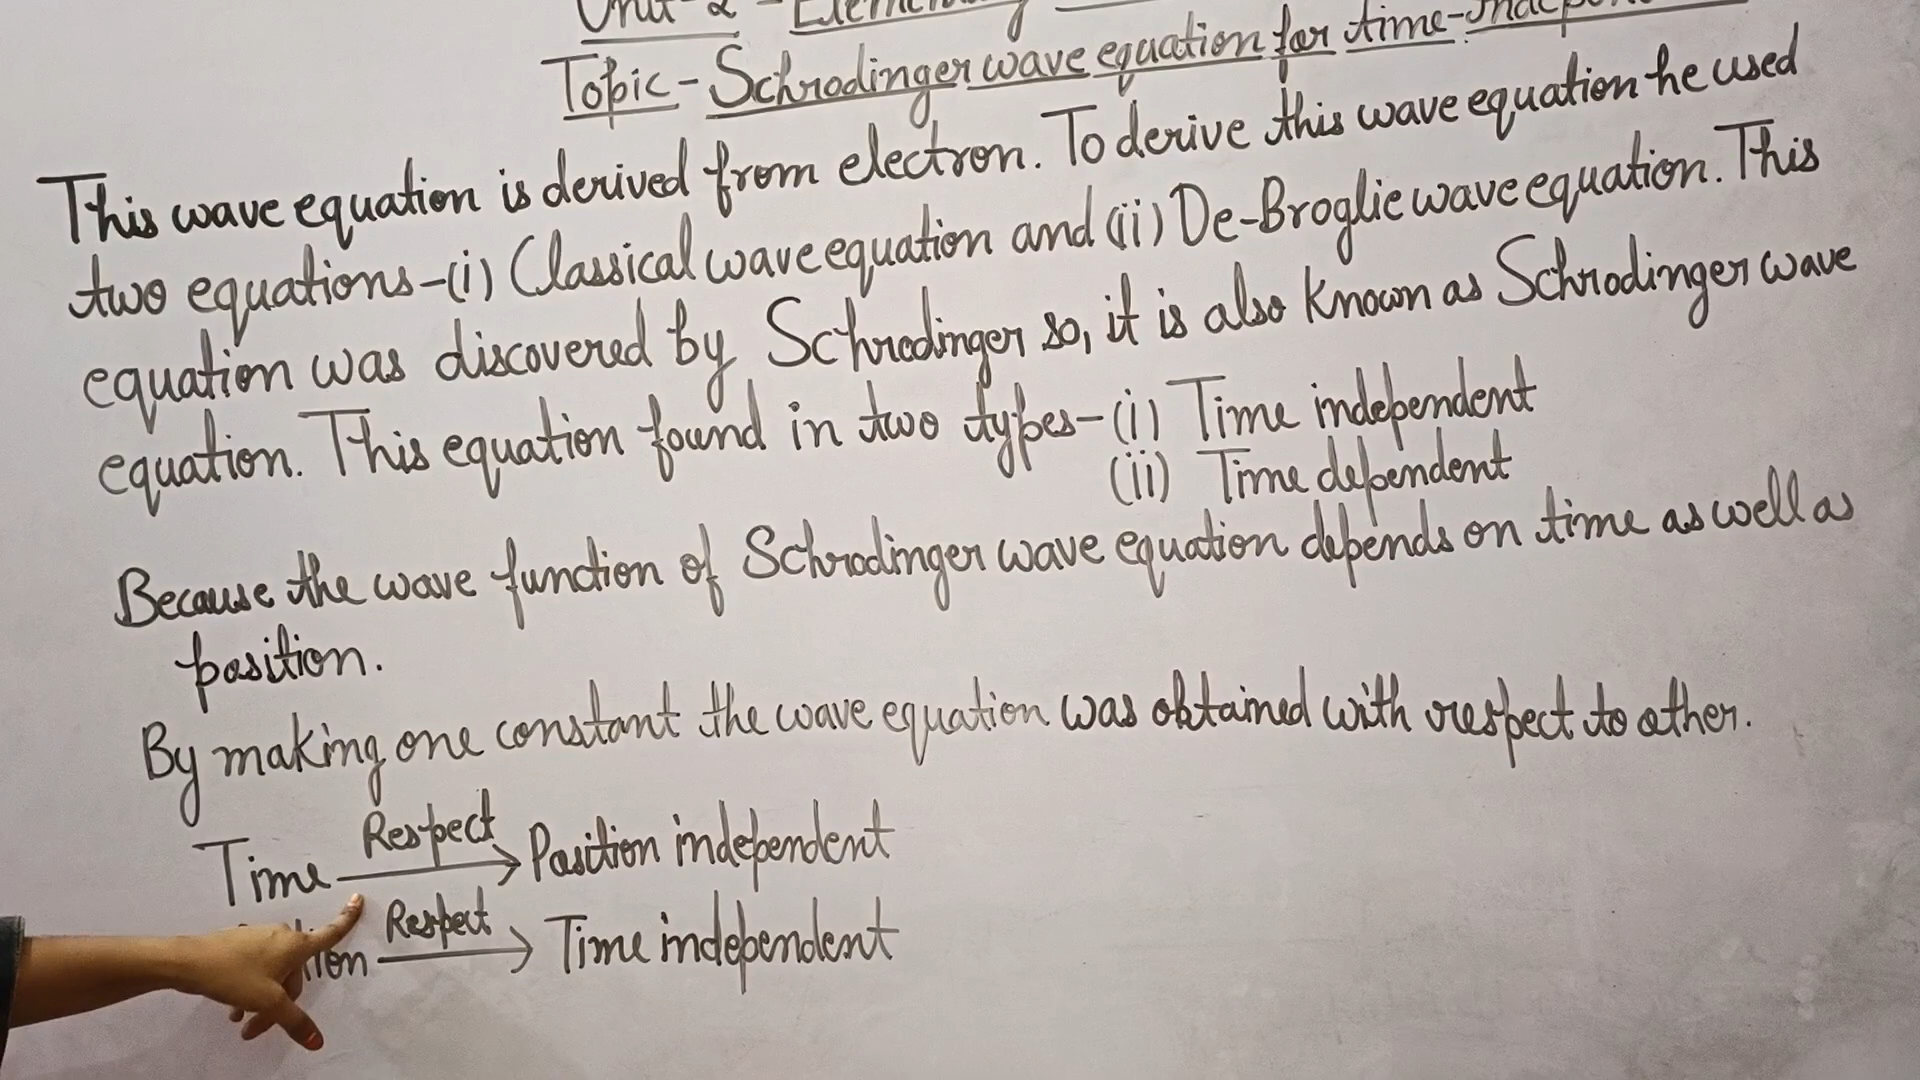 Unit-2 -
Topic - Schrodinger wave equation for time-
This wave equation is derived from electron. To derive this wave equation he used
two equations-(i) Classical wave equation and (ii) De-Broglie wave equation. This
equation was discovered by Schrodinger so, it is also known as Schrodinger wave
equation. This equation found in two types-(i) Time independent
(ii) Time dependent
Because the wave function of Schrodinger wave equation depends on time as well as
position.
By making one constant the wave equation was obtained with respect to other.
Time Respect → Position independent
Respect → Time independent